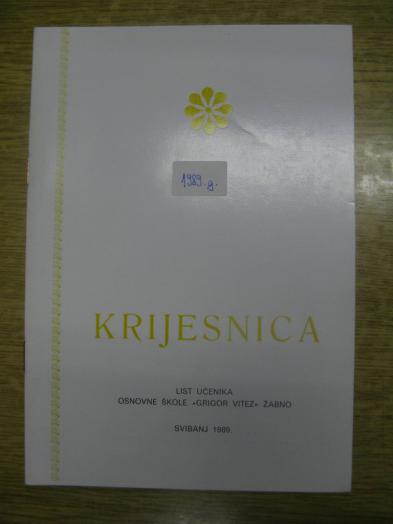 1989.g.
KRIJESNICA
LIST UČENIKA
OSNOVNE ŠKOLE «GRIGOR VITEZ» ŽABNO
SVIBANJ 1989.